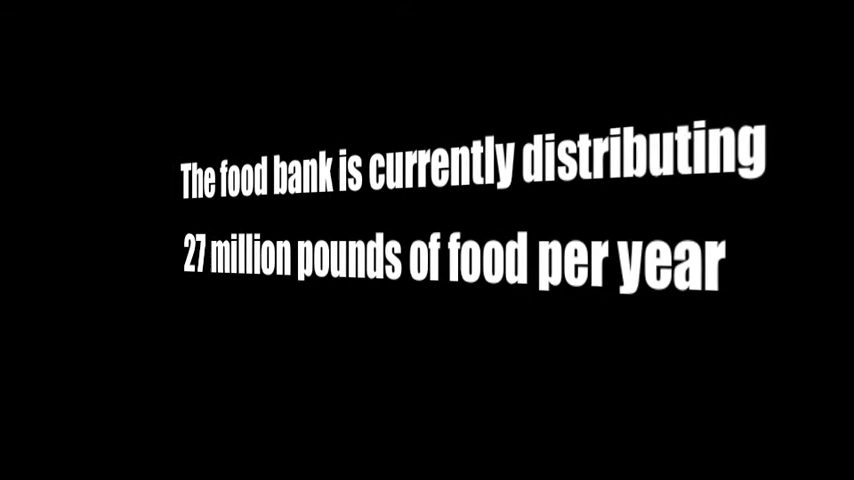 The food bank is currently distributing
27 million pounds of food per year